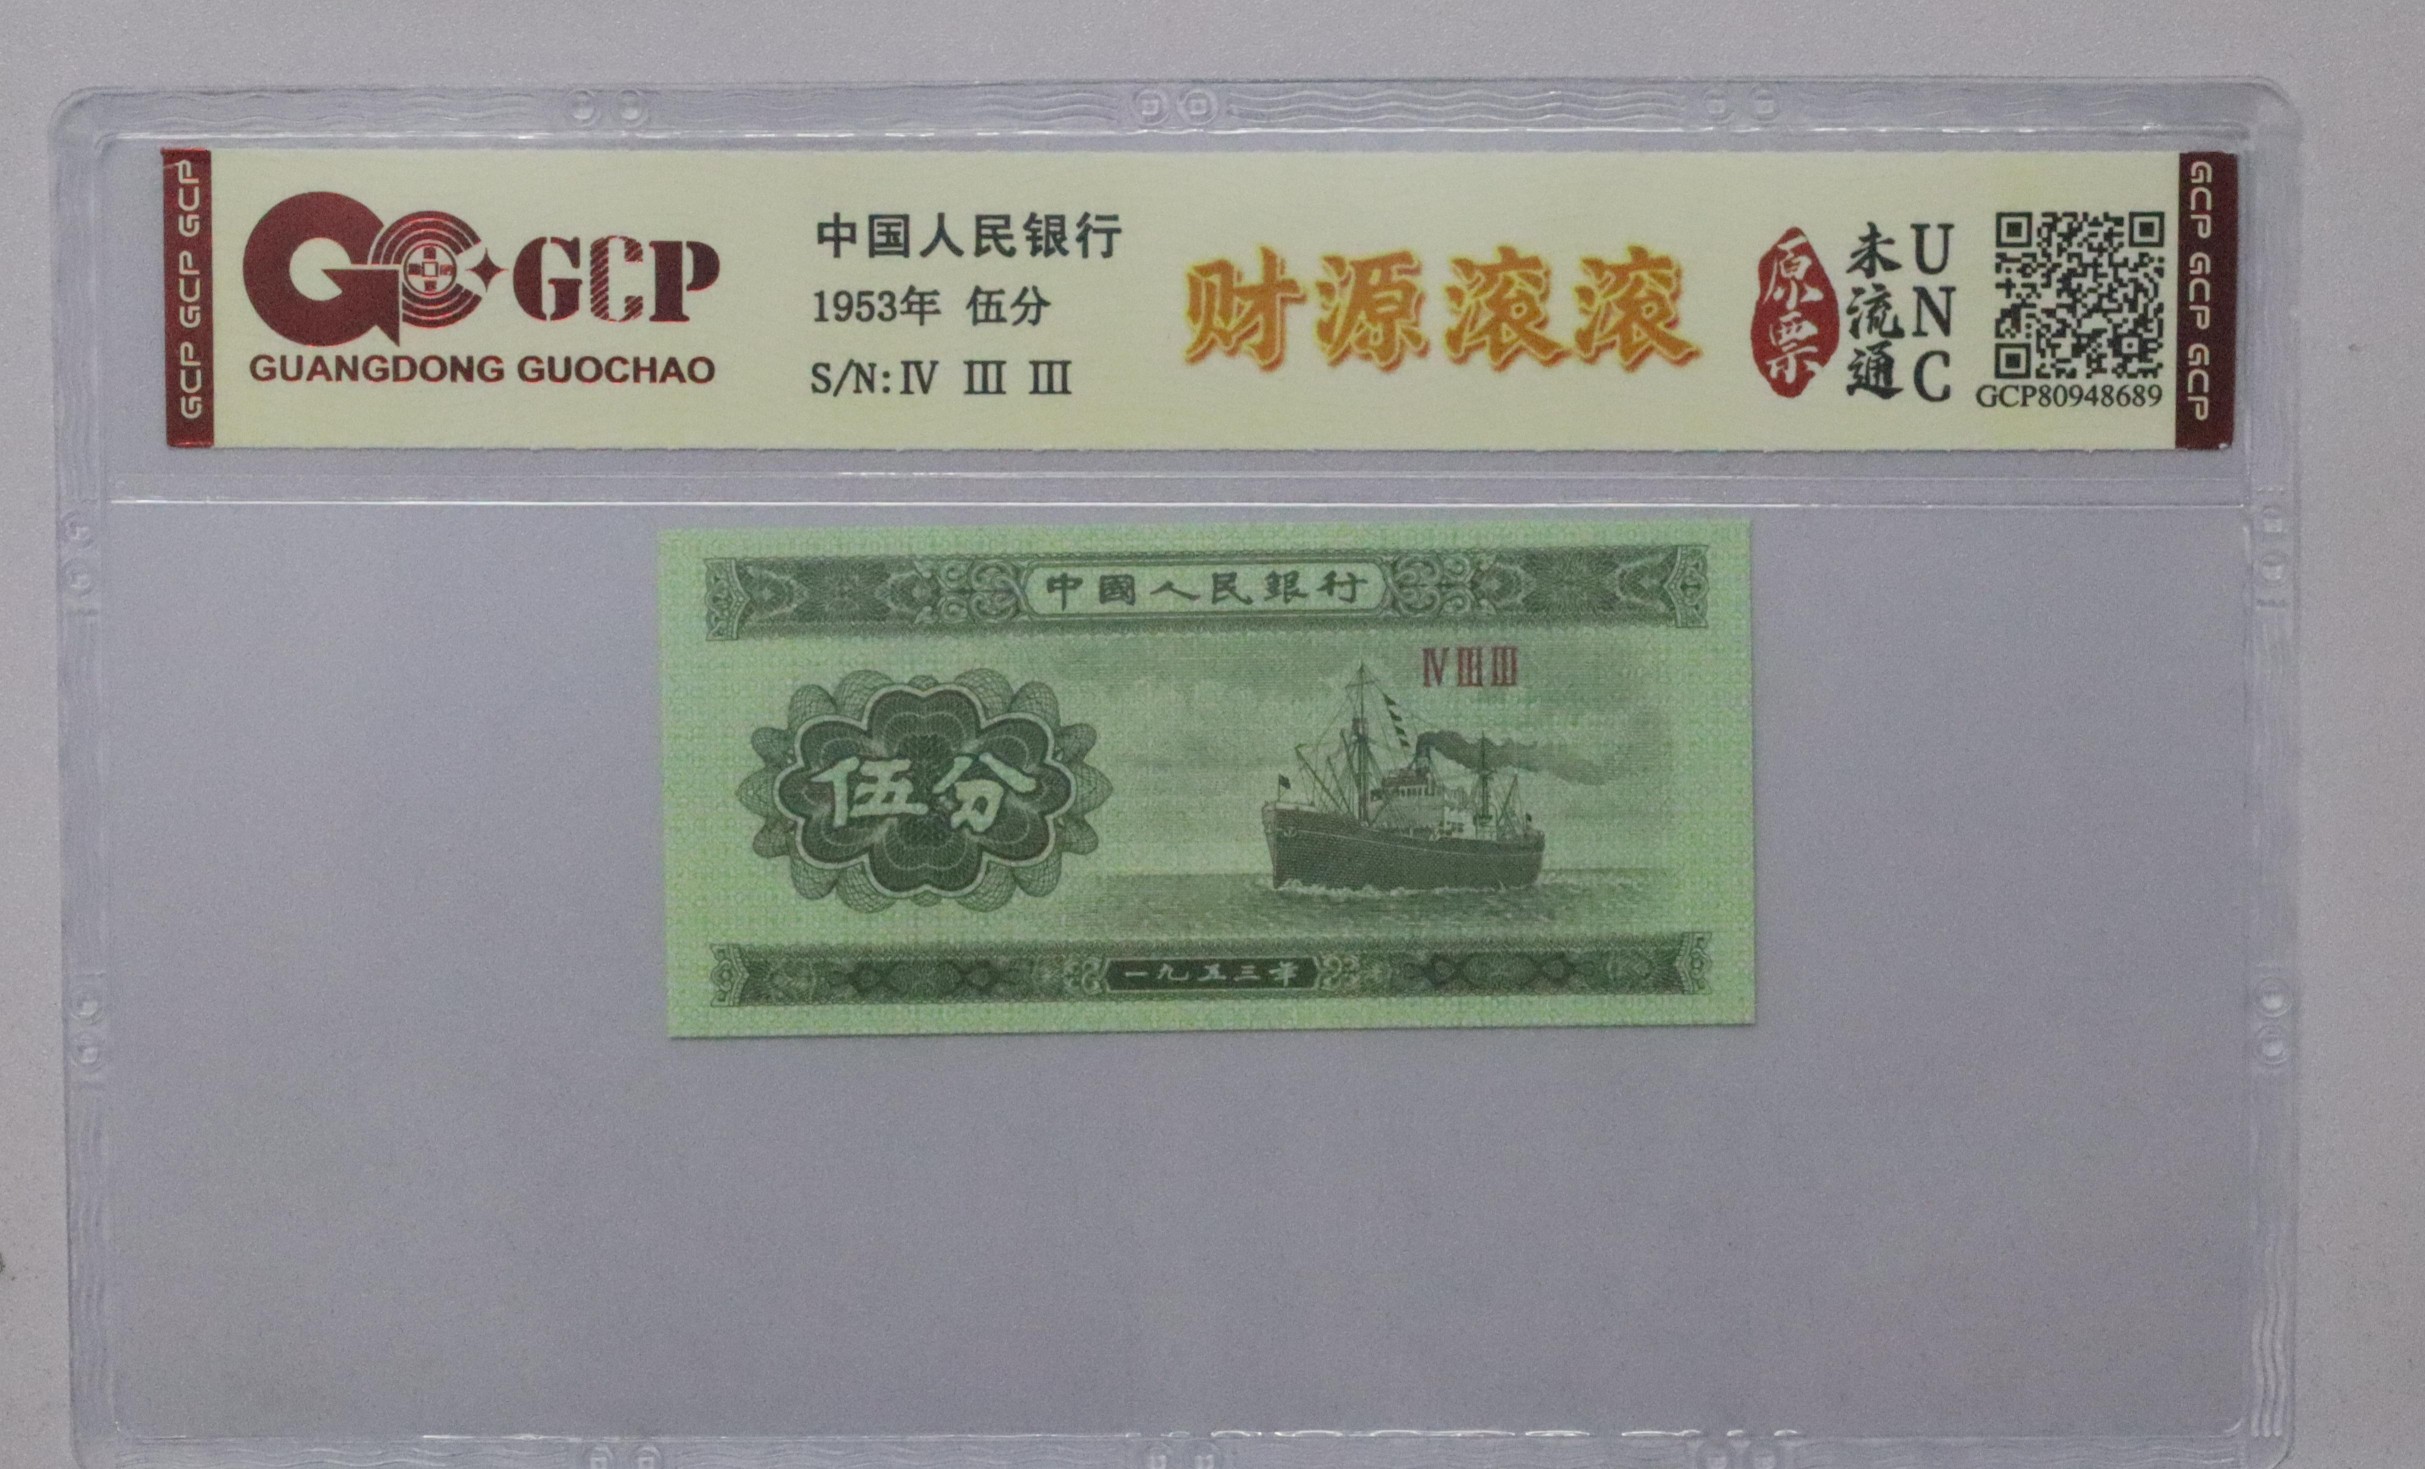 GCP GCP GCP
GCP
GUANGDONG GUOCHAO
中国人民银行
1953年 伍分
S/N:Ⅳ Ⅲ Ⅲ
财源滚滚
原票
未流通
UNC
GCP80948689
GCP GCP GCP
中國人民銀行
Ⅳ Ⅲ Ⅲ
伍分
一九五三年